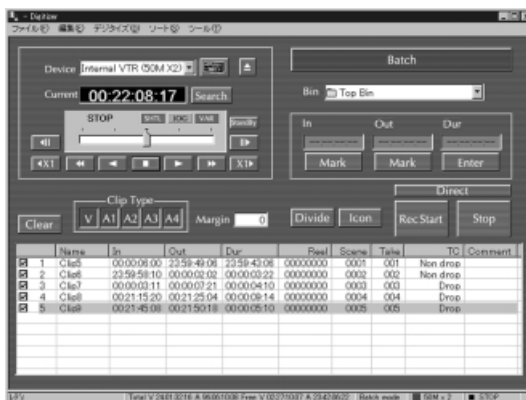 - Digitizer
ファイル(F) 編集(E) デジタイズ(D) ソート(S) ツール(T)
Device Internal VTR (50M X2)
Current 00:22:08:17 Search
STOP SHTL JOG VAR Standby
◀X1 ◀◀ ◀ ■ ▶ ▶▶ X1▶
Batch
Bin Top Bin
In Out Dur
--:--:--:-- --:--:--:-- --:--:--:--
Mark Mark Enter
Direct
Clip Type
Clear V A1 A2 A3 A4 Margin 0 Divide Icon Rec Start Stop
Name In Out Dur Reel Scene Take TC Comment
1 Clip5 00:00:06:00 23:59:49:06 23:59:43:06 00000000 0001 001 Non drop
2 Clip6 23:59:58:10 00:00:02:02 00:00:03:22 00000000 0002 002 Non drop
3 Clip7 00:00:03:11 00:00:07:21 00:00:04:10 00000000 0003 003 Drop
4 Clip8 00:21:15:20 00:21:25:04 00:00:09:14 00000000 0004 004 Drop
5 Clip9 00:21:45:08 00:21:50:18 00:00:05:10 00000000 0005 005 Drop
Batch mode 50M × 2 STOP